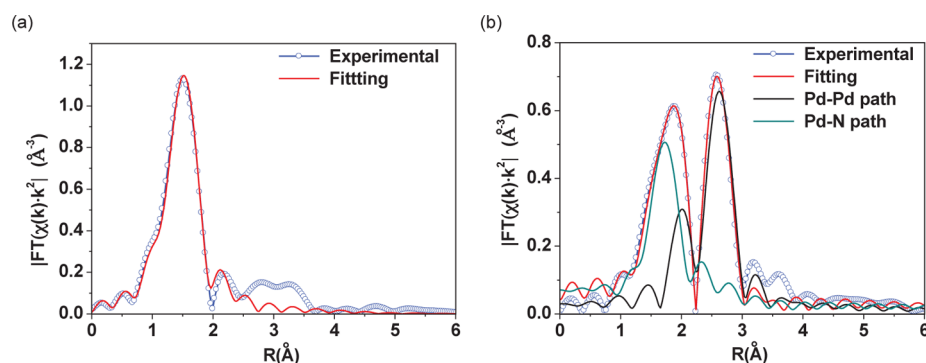 (a)
|FT(χ(k)·k²| (Å⁻³)
1.2
1.0
0.8
0.6
0.4
0.2
0.0
Experimental
Fittting
0 1 2 3 4 5 6
R(Å)
(b)
|FT(χ(k)·k²| (Å⁻³)
0.8
0.6
0.4
0.2
0.0
Experimental
Fitting
Pd-Pd path
Pd-N path
0 1 2 3 4 5 6
R(Å)